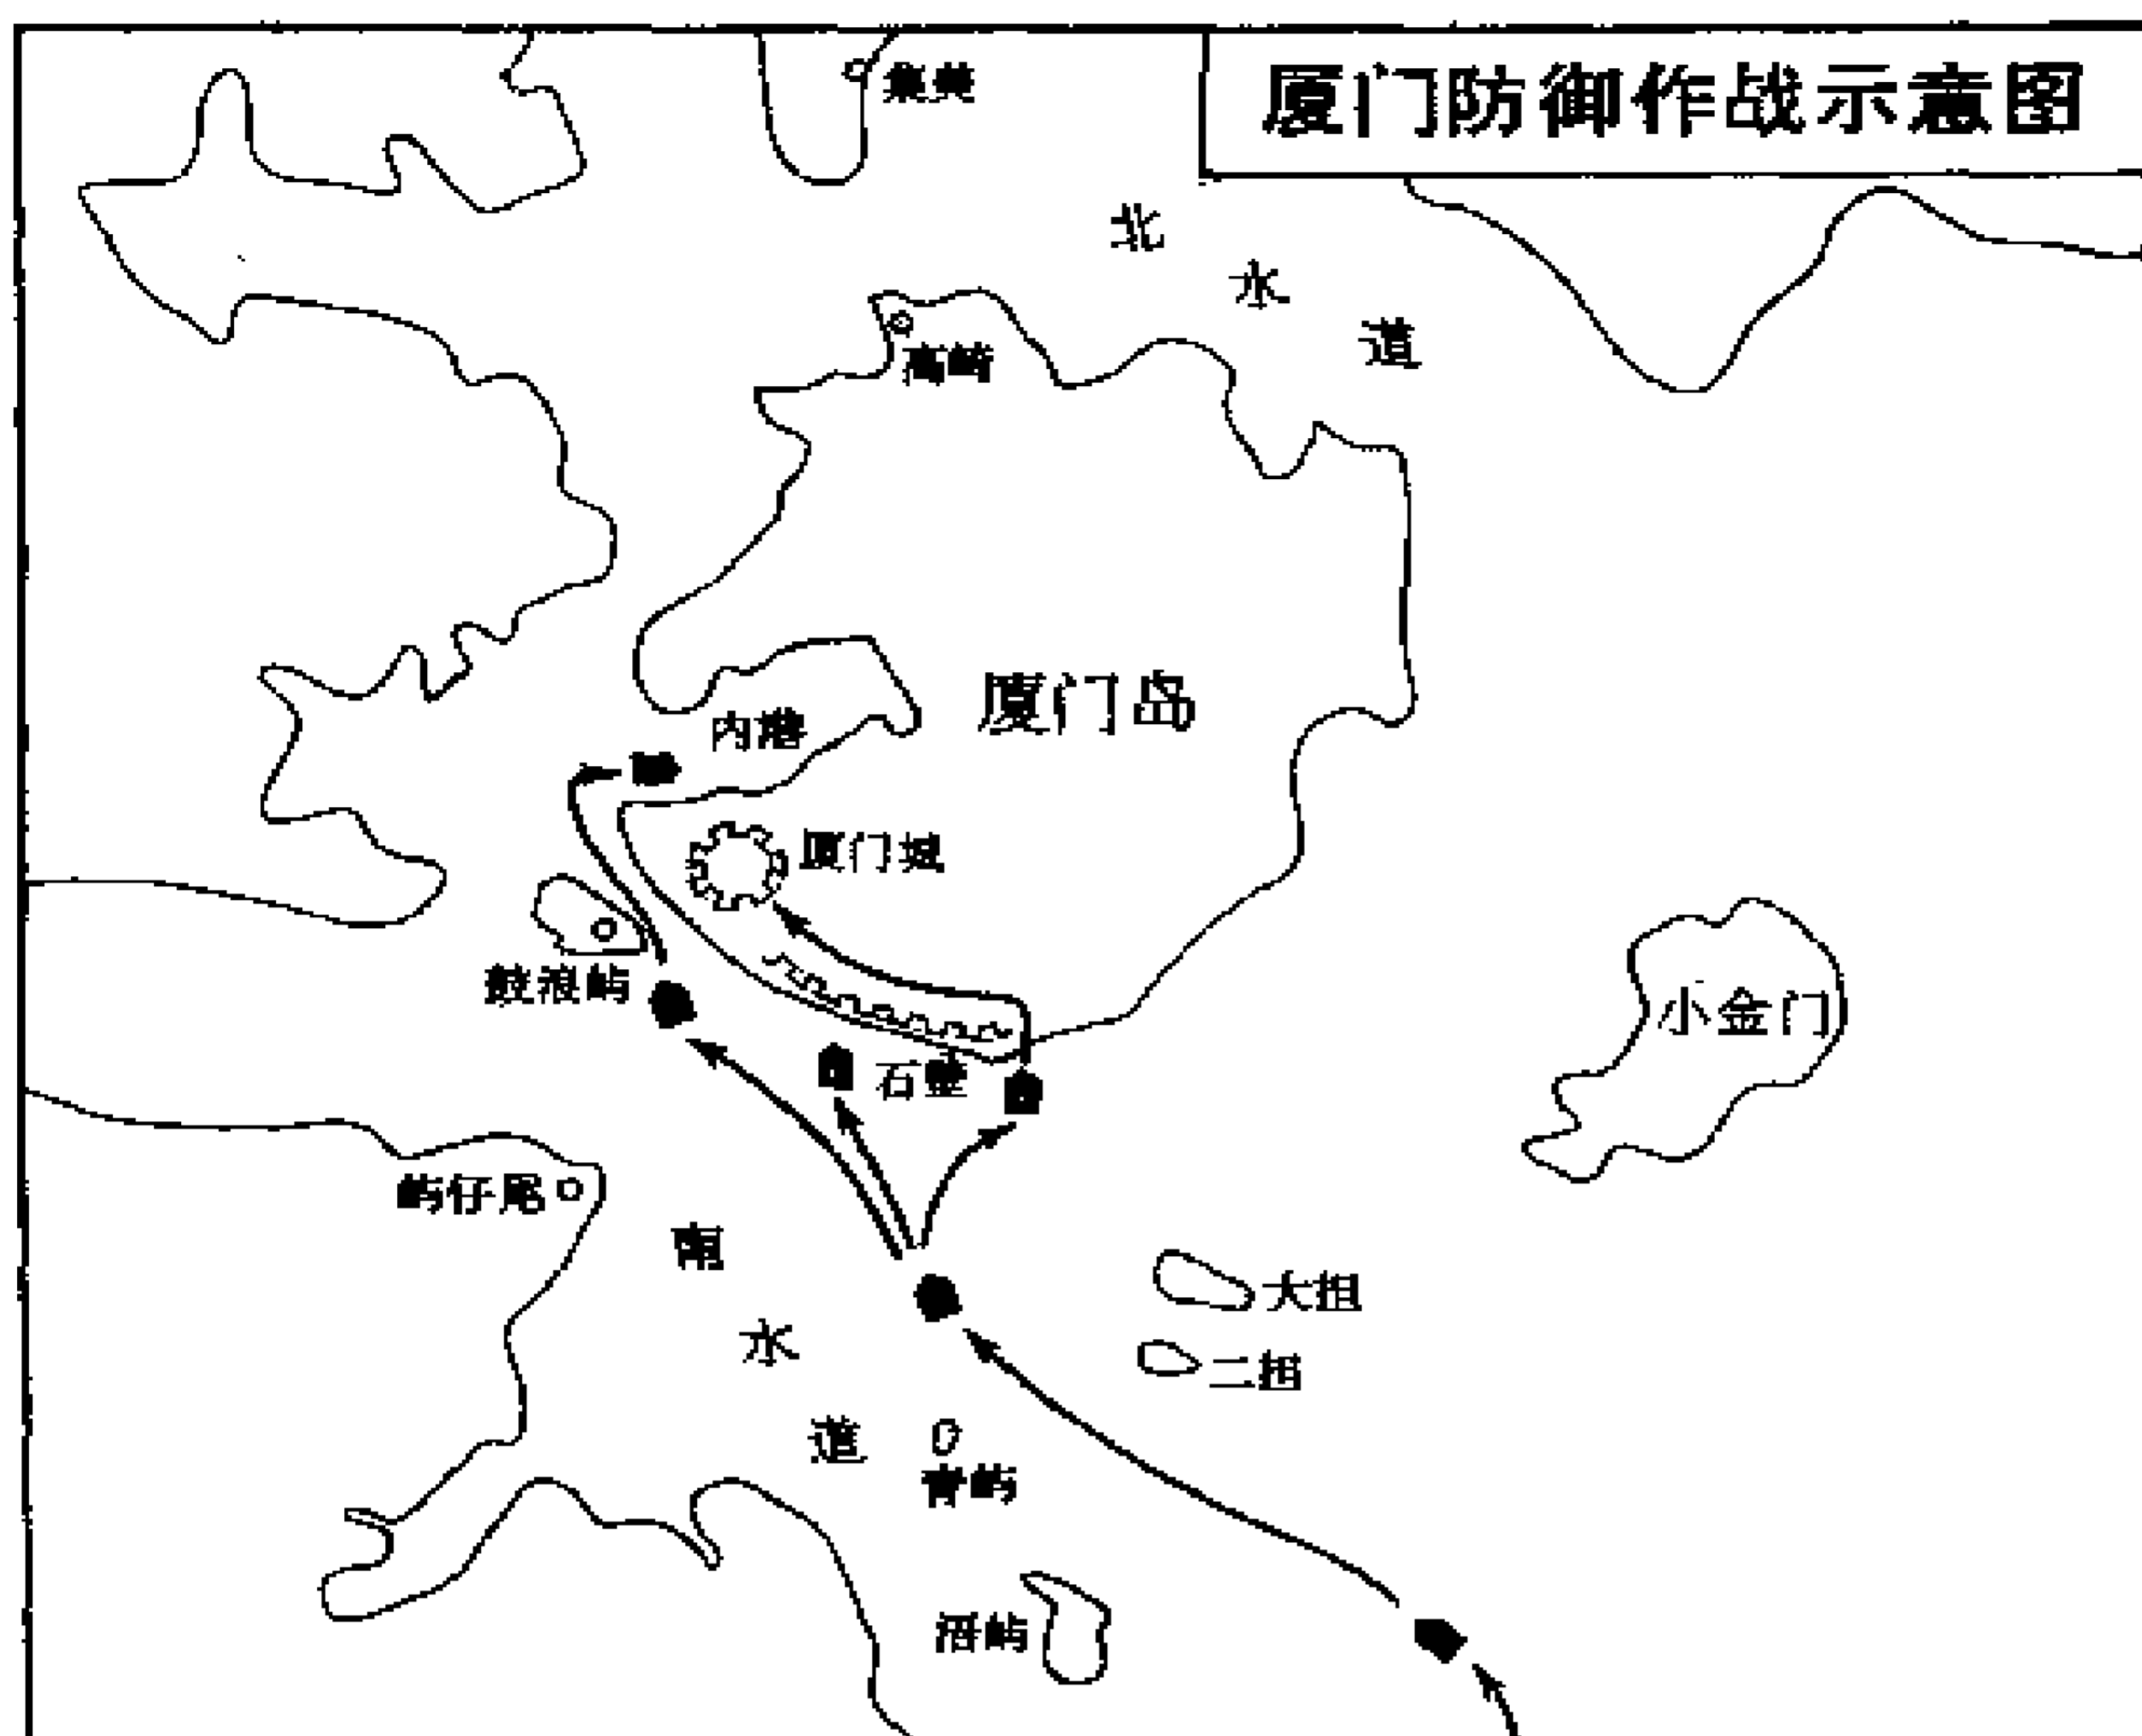 厦门防御作战示意图
集美
北水道
高崎
厦门岛
内港
厦门城
鼓浪屿
小金门
石壁
屿仔尾
南水道
大担
二担
青屿
浯屿